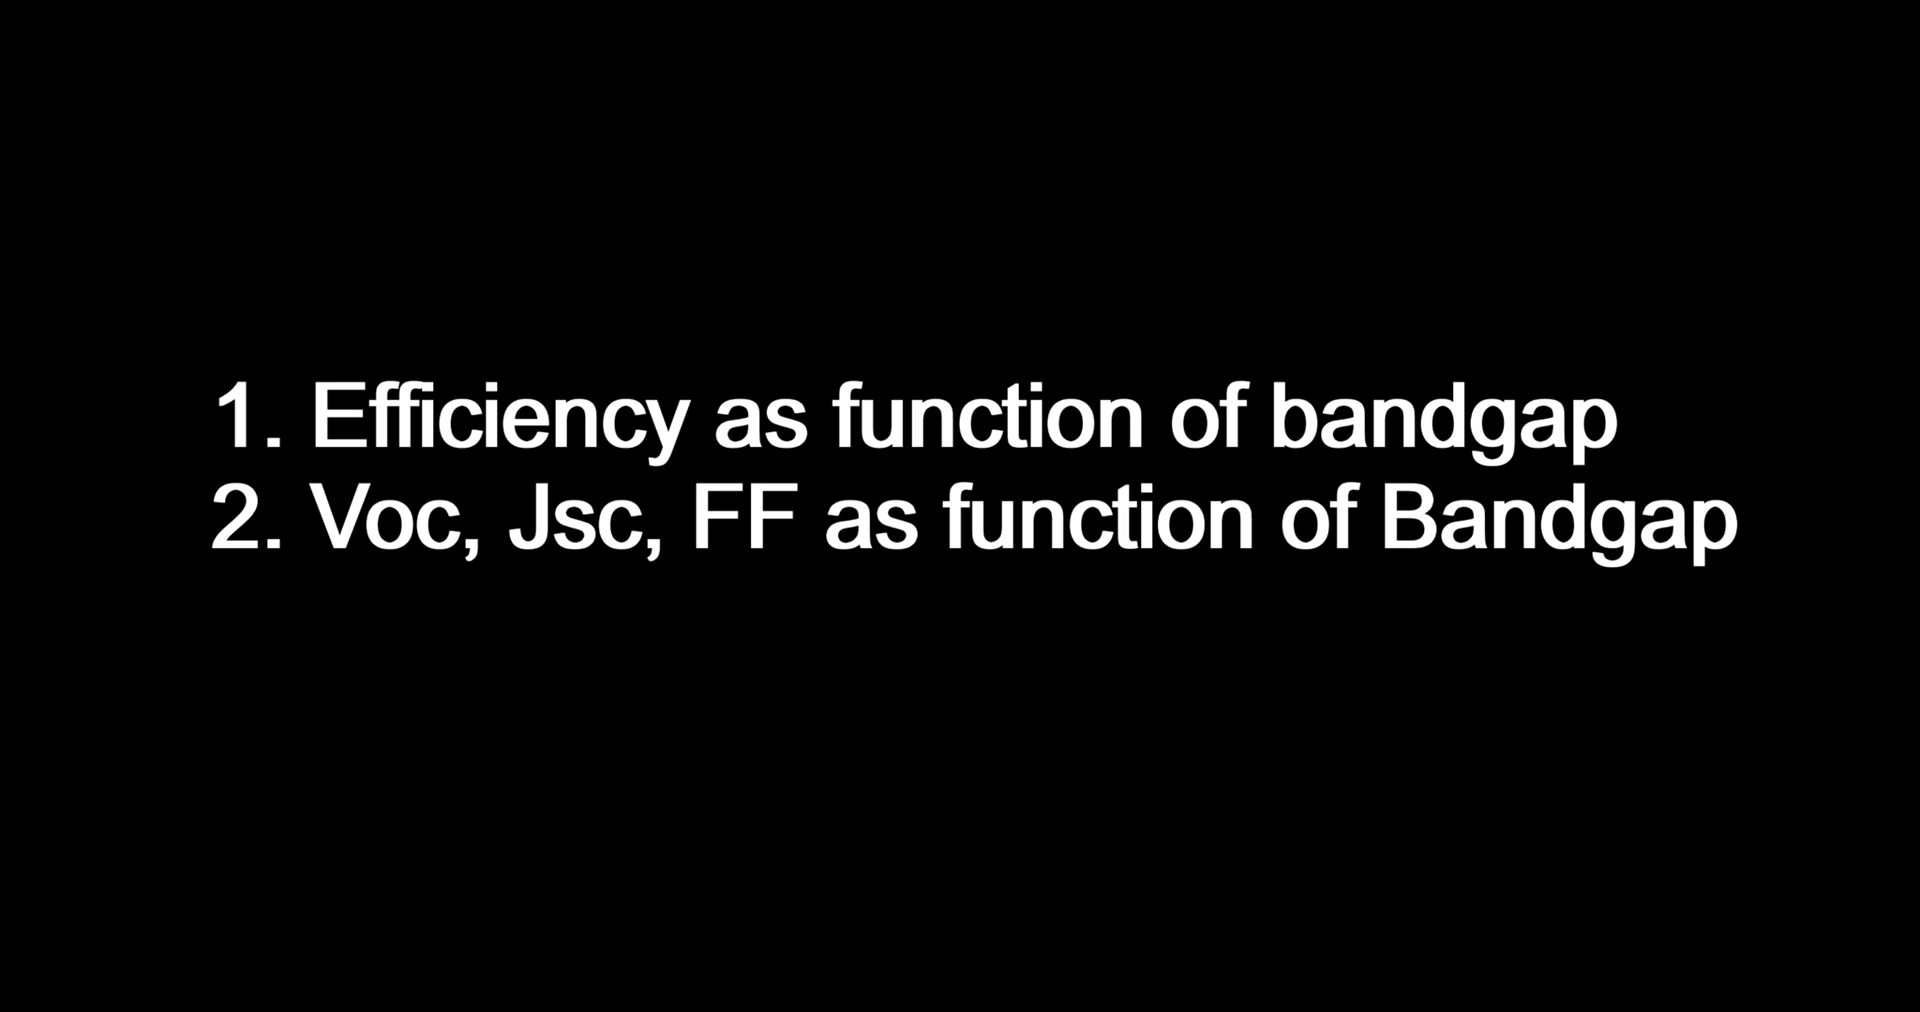 1. Efficiency as function of bandgap
2. Voc, Jsc, FF as function of Bandgap